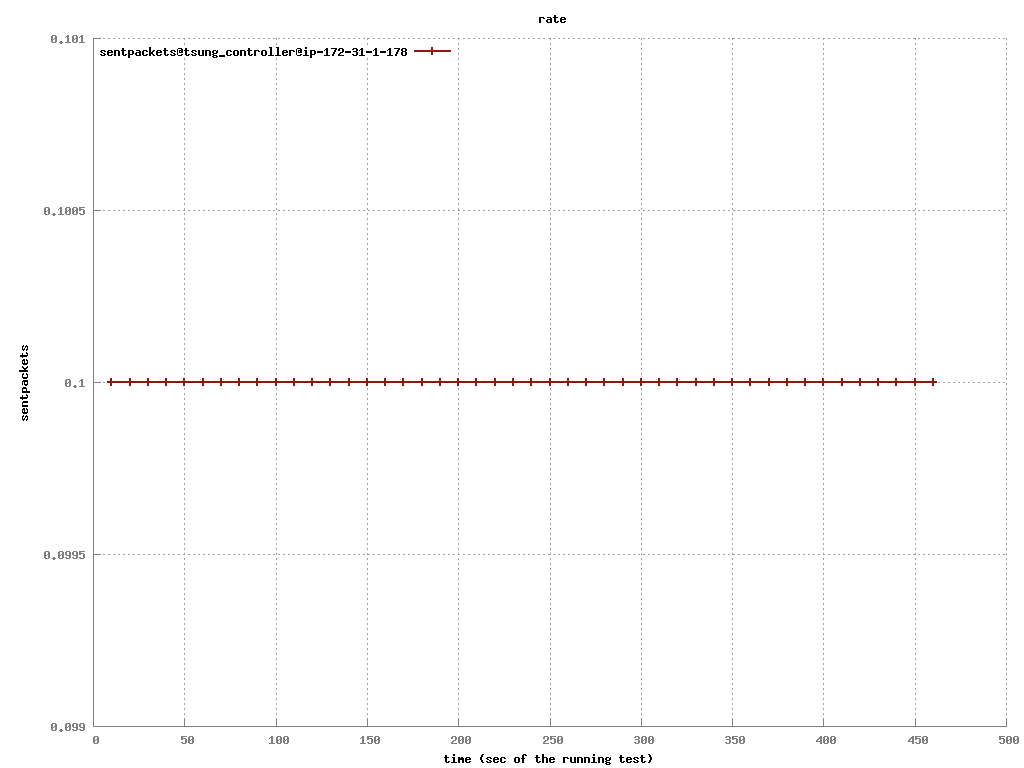 rate
0.101
sentpackets@tsung_controller@ip-172-31-1-178
0.1005
0.1
0.0995
0.099
sentpackets
0 50 100 150 200 250 300 350 400 450 500
time (sec of the running test)